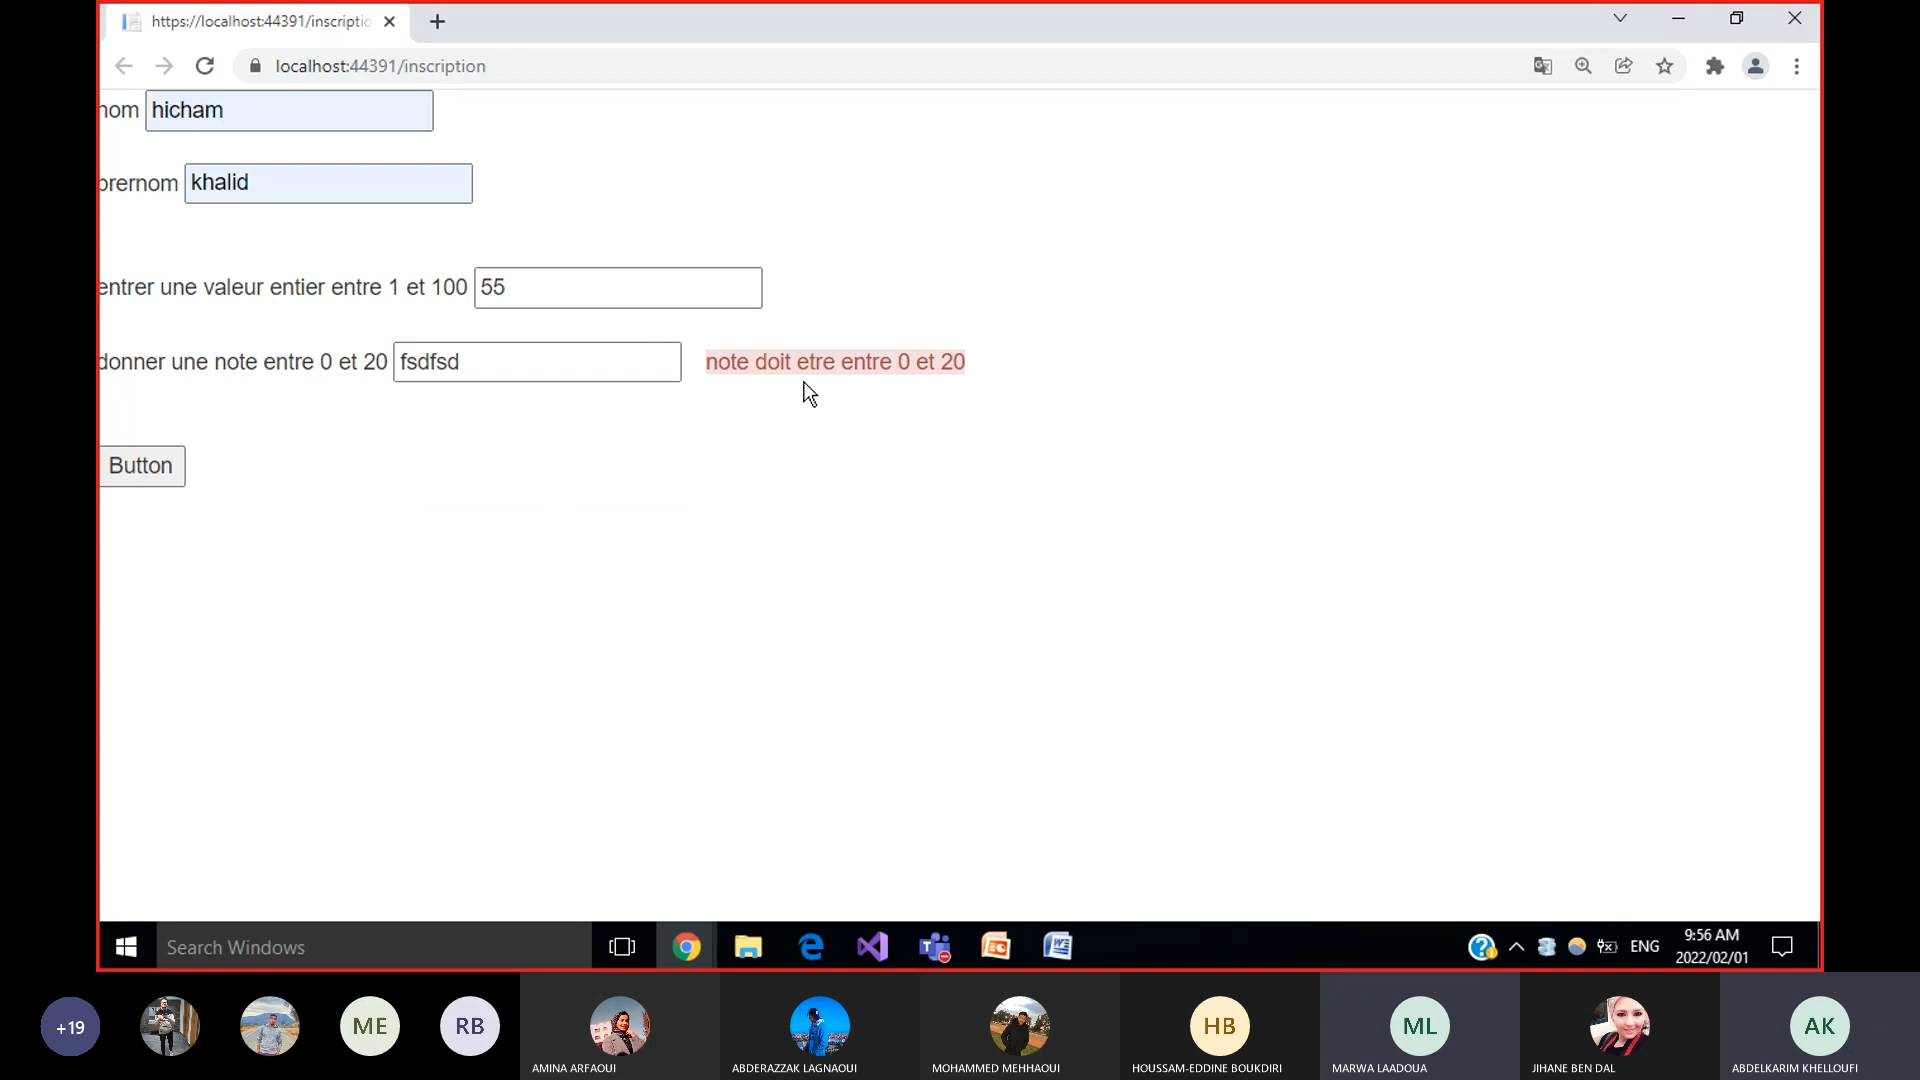 https://localhost:44391/inscriptio
localhost:44391/inscription
nom hicham
prernom khalid
entrer une valeur entier entre 1 et 100 55
donner une note entre 0 et 20 fsdfsd note doit etre entre 0 et 20
Button
Search Windows
ENG
9:56 AM
2022/02/01
+19
ME
RB
HB
ML
AK
AMINA ARFAOUI
ABDERAZZAK LAGNAOUI
MOHAMMED MEHHAOUI
HOUSSAM-EDDINE BOUKDIRI
MARWA LAADOUA
JIHANE BEN DAL
ABDELKARIM KHELLOUFI